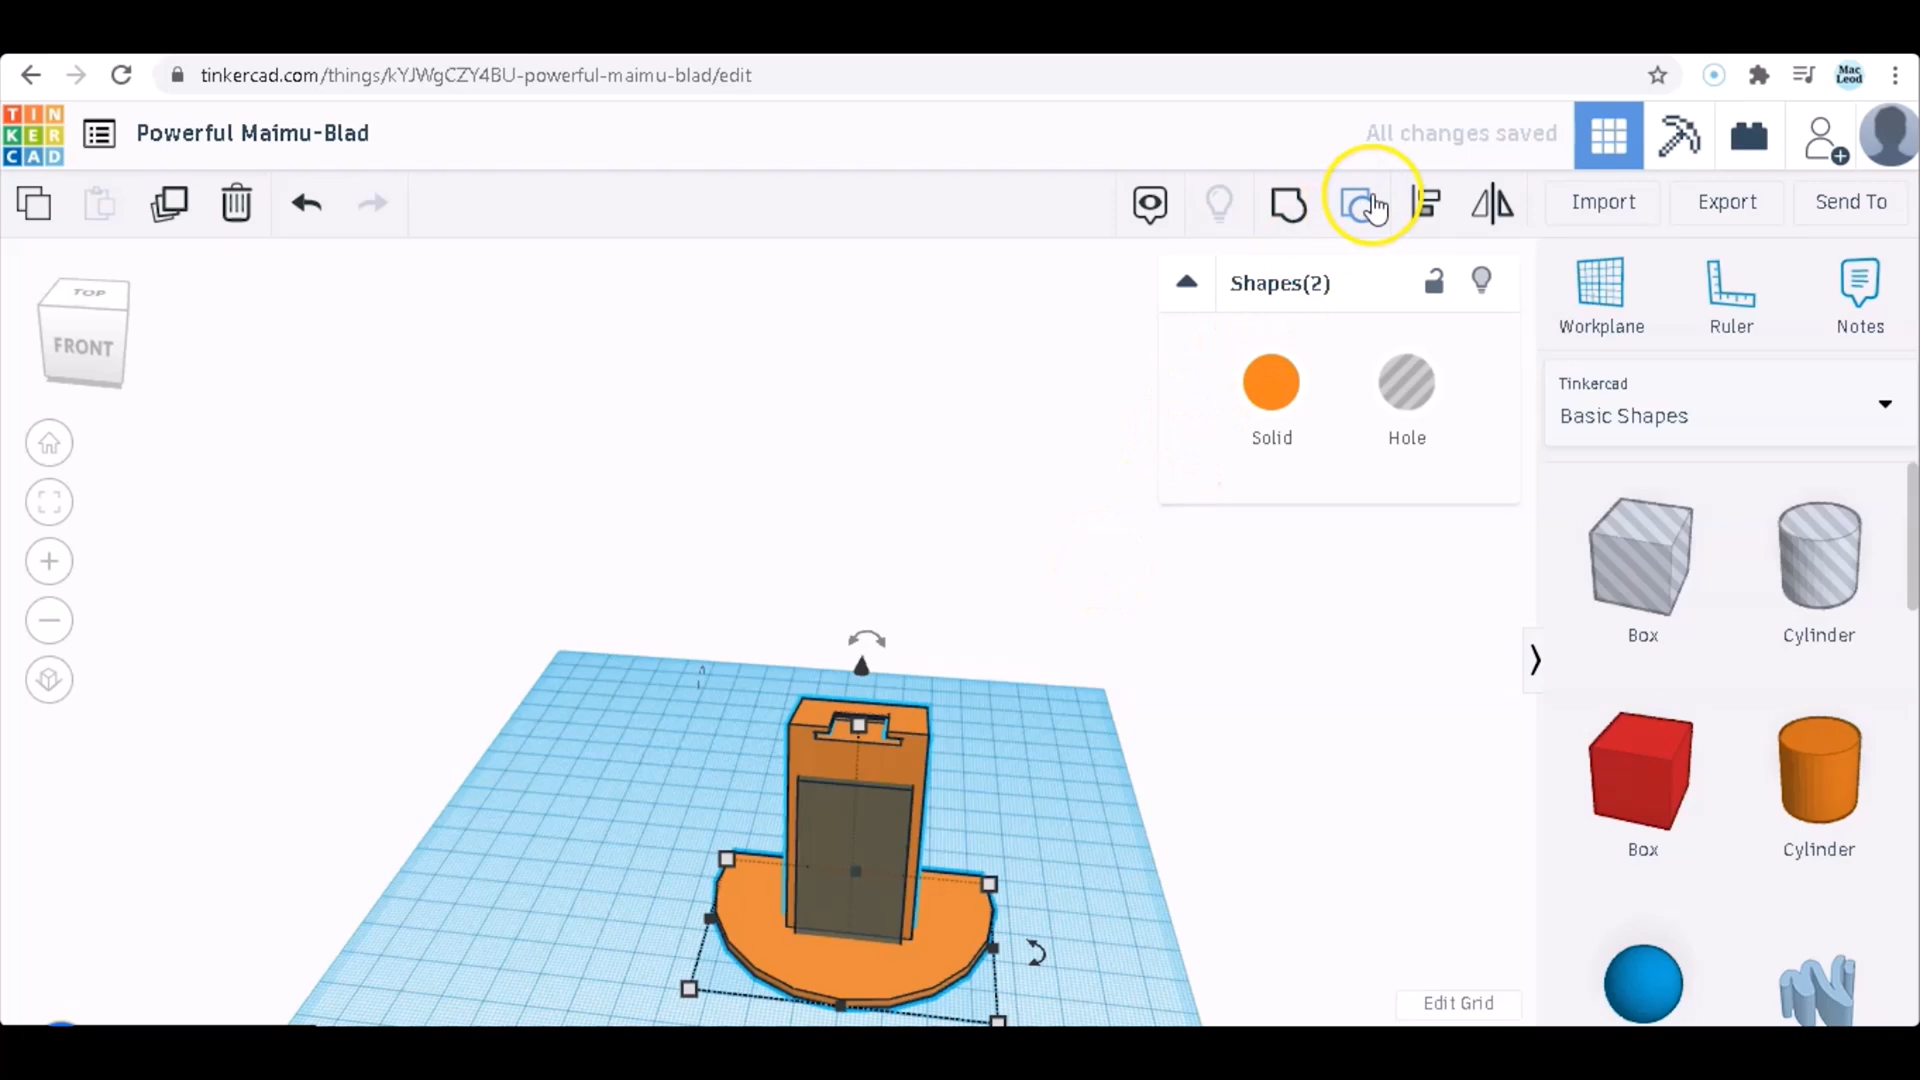 tinkercad.com/things/kYJWgCZY4BU-powerful-maimu-blad/edit
Mac
Leod
TIN
KER
CAD
Powerful Maimu-Blad
All changes saved
Import
Export
Send To
TOP
FRONT
Shapes(2)
Solid
Hole
Workplane
Ruler
Notes
Tinkercad
Basic Shapes
Box
Cylinder
Box
Cylinder
Edit Grid